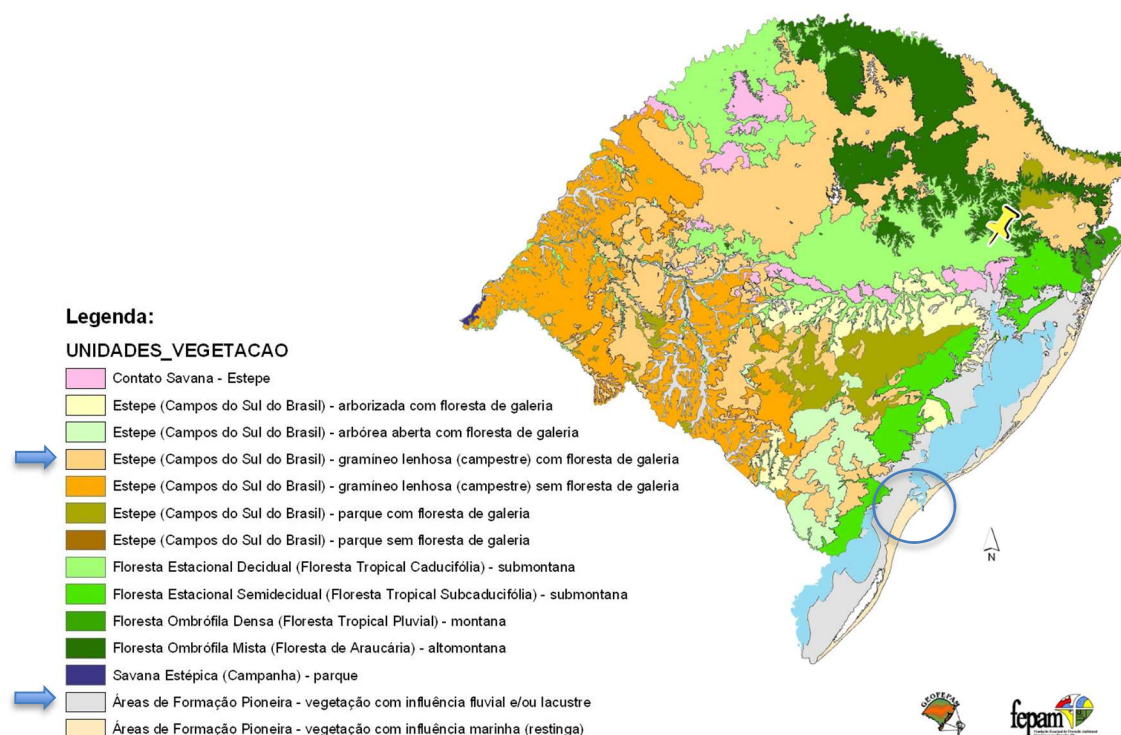 Legenda:
UNIDADES_VEGETACAO
Contato Savana - Estepe
Estepe (Campos do Sul do Brasil) - arborizada com floresta de galeria
Estepe (Campos do Sul do Brasil) - arbórea aberta com floresta de galeria
Estepe (Campos do Sul do Brasil) - gramíneo lenhosa (campestre) com floresta de galeria
Estepe (Campos do Sul do Brasil) - gramíneo lenhosa (campestre) sem floresta de galeria
Estepe (Campos do Sul do Brasil) - parque com floresta de galeria
Estepe (Campos do Sul do Brasil) - parque sem floresta de galeria
Floresta Estacional Decidual (Floresta Tropical Caducifólia) - submontana
Floresta Estacional Semidecidual (Floresta Tropical Subcaducifólia) - submontana
Floresta Ombrófila Densa (Floresta Tropical Pluvial) - montana
Floresta Ombrófila Mista (Floresta de Araucária) - altomontana
Savana Estépica (Campanha) - parque
Áreas de Formação Pioneira - vegetação com influência fluvial e/ou lacustre
Áreas de Formação Pioneira - vegetação com influência marinha (restinga)
N
GEOFEPAM
fepam